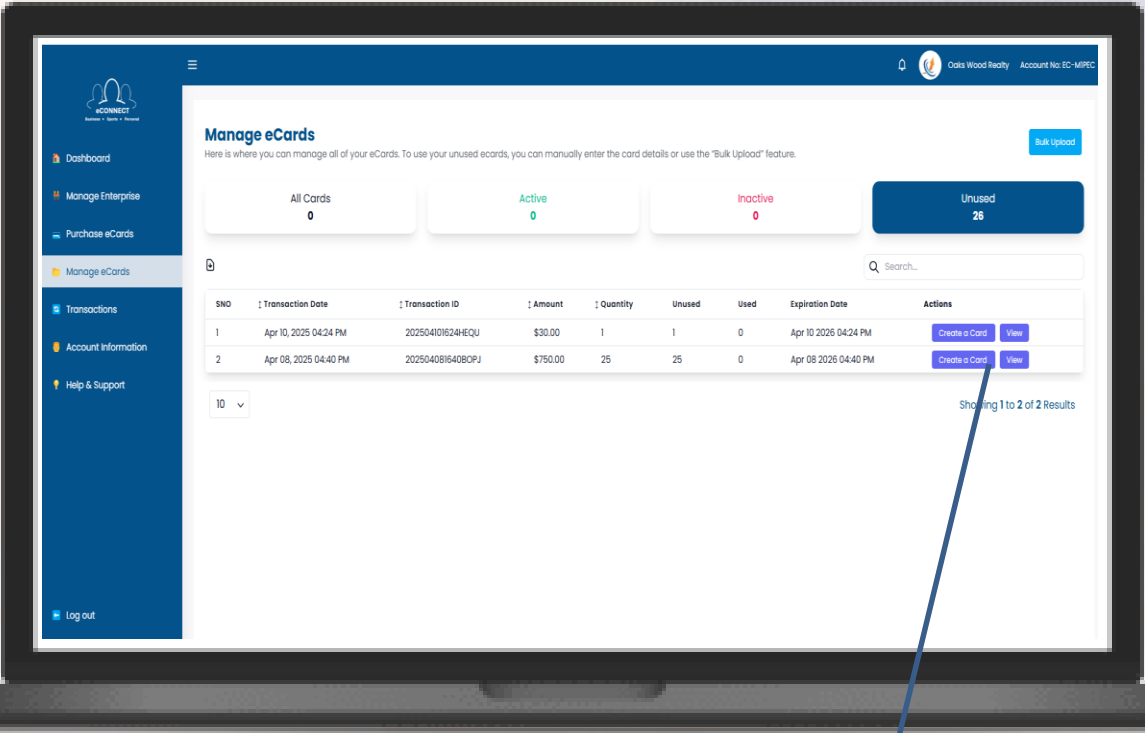 Oaks Wood Realty Account No: EC-MIPEC
eCONNECT
Business • Sports • Personal
Dashboard
Manage Enterprise
Purchase eCards
Manage eCards
Transactions
Account Information
Help & Support
Log out
Manage eCards
Here is where you can manage all of your eCards. To use your unused ecards, you can manually enter the card details or use the "Bulk Upload" feature.
Bulk Upload
All Cards
0
Active
0
Inactive
0
Unused
26
Search...
SNO Transaction Date Transaction ID Amount Quantity Unused Used Expiration Date Actions
1 Apr 10, 2025 04:24 PM 202504101624HEQU $30.00 1 1 0 Apr 10 2026 04:24 PM Create a Card View
2 Apr 08, 2025 04:40 PM 202504081640BOPJ $750.00 25 25 0 Apr 08 2026 04:40 PM Create a Card View
10
Showing 1 to 2 of 2 Results